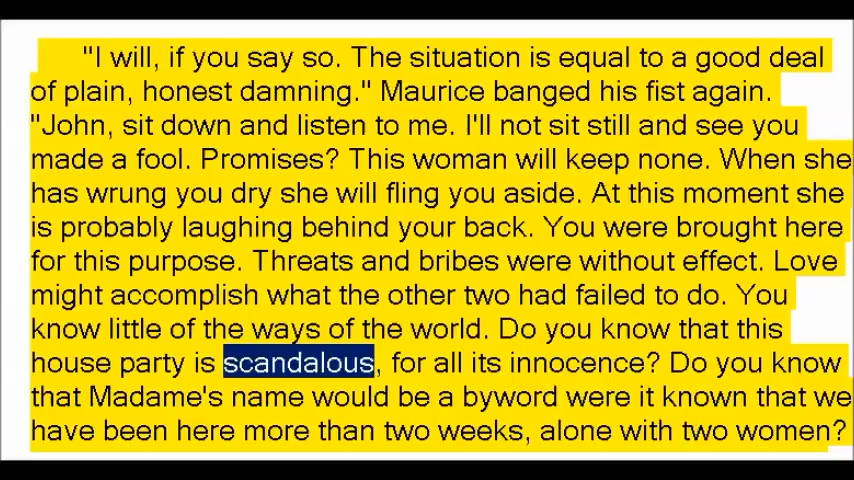 "I will, if you say so. The situation is equal to a good deal
of plain, honest damning." Maurice banged his fist again.
"John, sit down and listen to me. I'll not sit still and see you
made a fool. Promises? This woman will keep none. When she
has wrung you dry she will fling you aside. At this moment she
is probably laughing behind your back. You were brought here
for this purpose. Threats and bribes were without effect. Love
might accomplish what the other two had failed to do. You
know little of the ways of the world. Do you know that this
house party is scandalous, for all its innocence? Do you know
that Madame's name would be a byword were it known that we
have been here more than two weeks, alone with two women?